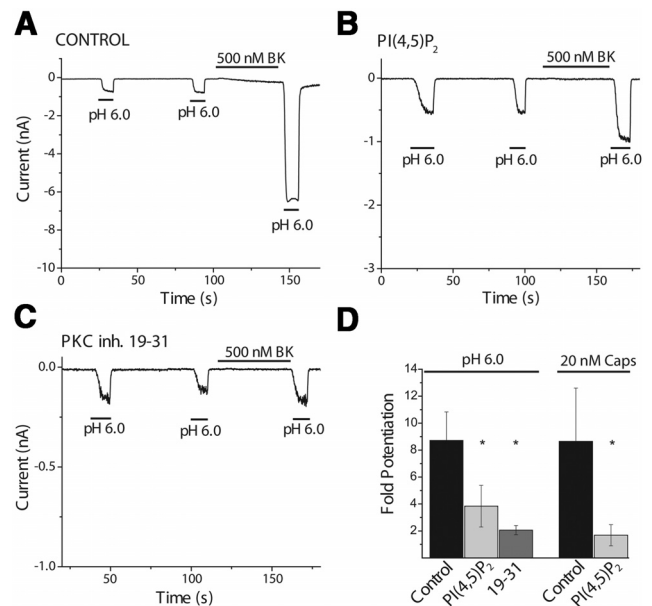 A
CONTROL
500 nM BK
0
-2
-4
-6
-8
-10
Current (nA)
pH 6.0
pH 6.0
pH 6.0
0
50
100
150
Time (s)
B
PI(4,5)P₂
500 nM BK
0
-1
-2
-3
pH 6.0
pH 6.0
pH 6.0
0
50
100
150
Time (s)
C
PKC inh. 19-31
500 nM BK
0.0
-0.5
-1.0
Current (nA)
pH 6.0
pH 6.0
pH 6.0
50
100
150
Time (s)
D
pH 6.0
20 nM Caps
14
12
10
8
6
4
2
Fold Potentiation
*
*
*
Control
PI(4,5)P₂
19-31
Control
PI(4,5)P₂